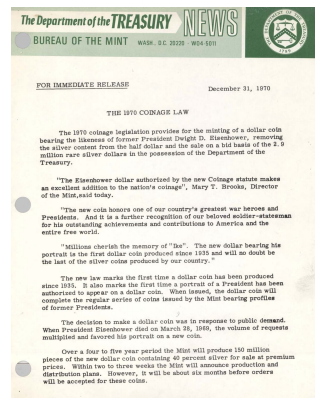 The Department of the TREASURY NEWS
BUREAU OF THE MINT WASH., D.C. 20220 - WO4-5011
THE DEPARTMENT OF THE TREASURY
1789
FOR IMMEDIATE RELEASE December 31, 1970
THE 1970 COINAGE LAW
The 1970 coinage legislation provides for the minting of a dollar coin
bearing the likeness of former President Dwight D. Eisenhower, removing
the silver content from the half dollar and the sale on a bid basis of the 2.9
million rare silver dollars in the possession of the Department of the
Treasury.
"The Eisenhower dollar authorized by the new Coinage statute makes
an excellent addition to the nation's coinage", Mary T. Brooks, Director
of the Mint, said today.
"The new coin honors one of our country's greatest war heroes and
Presidents. And it is a further recognition of our beloved soldier-statesman
for his outstanding achievements and contributions to America and the
entire free world.
"Millions cherish the memory of "Ike". The new dollar bearing his
portrait is the first dollar coin produced since 1935 and will no doubt be
the last of the silver coins produced by our country."
The new law marks the first time a dollar coin has been produced
since 1935. It also marks the first time a portrait of a President has been
authorized to appear on a dollar coin. When issued, the dollar coin will
complete the regular series of coins issued by the Mint bearing profiles
of former Presidents.
The decision to make a dollar coin was in response to public demand.
When President Eisenhower died on March 28, 1969, the volume of requests
multiplied and favored his portrait on a new coin.
Over a four to five year period the Mint will produce 150 million
pieces of the new dollar coin containing 40 percent silver for sale at premium
prices. Within two to three weeks the Mint will announce production and
distribution plans. However, it will be about six months before orders
will be accepted for these coins.